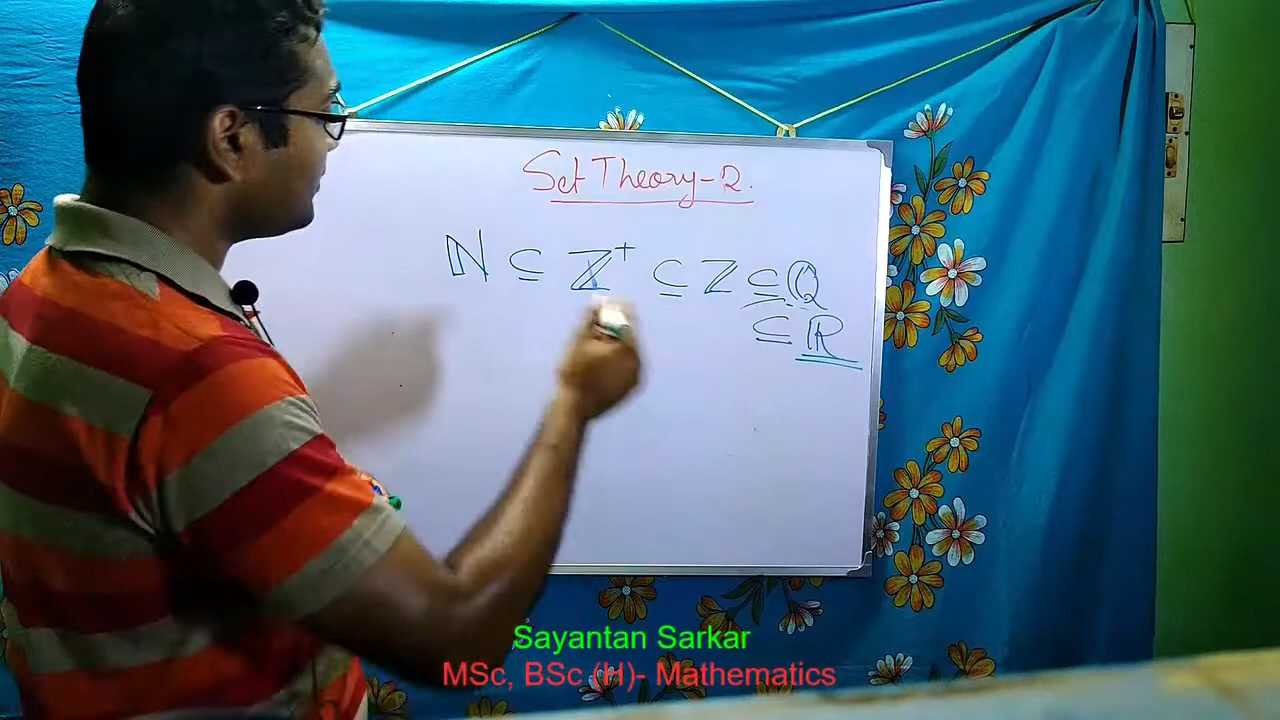 Set Theory-2.
ℕ ⊆ ℤ⁺ ⊆ ℤ ⊆ ℚ
⊆ ℝ
Sayantan Sarkar
MSc, BSc (H)- Mathematics